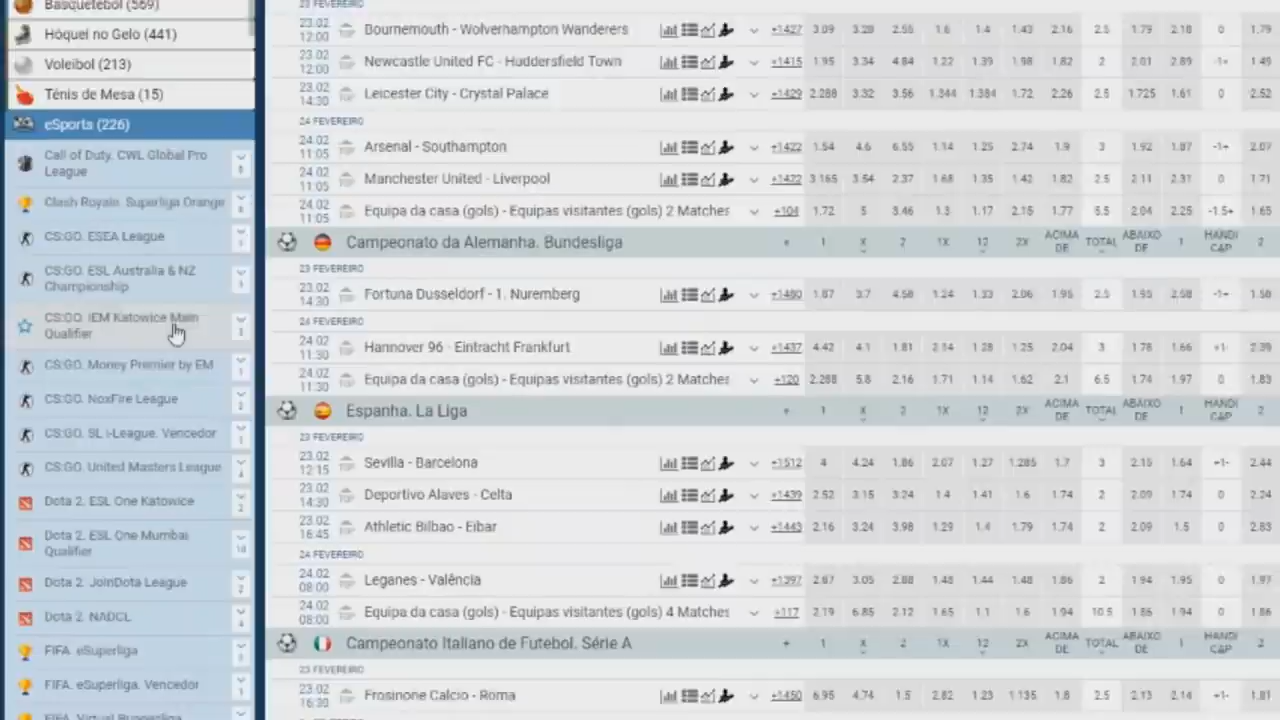 Basquetebol (569)
Hóquei no Gelo (441)
Voleibol (213)
Ténis de Mesa (15)
eSports (226)
Call of Duty. CWL Global Pro
League
Clash Royale. Superliga Orange
CS:GO. ESEA League
CS:GO. ESL Australia & NZ
Championship
CS:GO. IEM Katowice Main
Qualifier
CS:GO. Money Premier by EM
CS:GO. NoxFire League
CS:GO. SL i-League. Vencedor
CS:GO. United Masters League
Dota 2. ESL One Katowice
Dota 2. ESL One Mumbai
Qualifier
Dota 2. JoinDota League
Dota 2. NADCL
FIFA. eSuperliga
FIFA. eSuperliga. Vencedor
FIFA. Virtual Bundesliga
23 FEVEREIRO
23.02 12:00 Bournemouth - Wolverhampton Wanderers +1427 3.09 3.28 2.55 1.6 1.4 1.43 2.16 2.5 1.79 2.18 0 1.79
23.02 12:00 Newcastle United FC - Huddersfield Town +1415 1.95 3.34 4.84 1.22 1.39 1.98 1.82 2 2.01 2.89 -1+ 1.49
23.02 14:30 Leicester City - Crystal Palace +1429 2.288 3.32 3.56 1.344 1.384 1.72 2.26 2.5 1.725 1.61 0 2.52
24 FEVEREIRO
24.02 11:05 Arsenal - Southampton +1422 1.54 4.6 6.55 1.14 1.25 2.74 1.9 3 1.92 1.87 -1+ 2.07
24.02 11:05 Manchester United - Liverpool +1472 3.165 3.54 2.37 1.68 1.35 1.42 1.82 2.5 2.11 2.31 0 1.71
24.02 11:05 Equipa da casa (gols) - Equipas visitantes (gols) 2 Matches +104 1.72 5 3.46 1.3 1.17 2.15 1.77 5.5 2.04 2.25 -1.5+ 1.65
Campeonato da Alemanha. Bundesliga + 1 X 2 1X 12 2X ACIMA DE TOTAL ABAIXO DE 1 HANDI CAP 2
23 FEVEREIRO
23.02 14:30 Fortuna Dusseldorf - 1. Nuremberg +1480 1.87 3.7 4.58 1.24 1.33 2.06 1.95 2.5 1.95 2.58 -1+ 1.58
24 FEVEREIRO
24.02 11:30 Hannover 96 - Eintracht Frankfurt +1437 4.42 4.1 1.81 2.14 1.28 1.25 2.04 3 1.78 1.66 +1- 2.39
24.02 11:30 Equipa da casa (gols) - Equipas visitantes (gols) 2 Matches +120 2.288 5.8 2.16 1.71 1.14 1.62 2.1 6.5 1.74 1.97 0 1.83
Espanha. La Liga + 1 X 2 1X 12 2X ACIMA DE TOTAL ABAIXO DE 1 HANDI CAP 2
23 FEVEREIRO
23.02 12:15 Sevilla - Barcelona +1512 4 4.24 1.86 2.07 1.27 1.285 1.7 3 2.15 1.64 +1- 2.44
23.02 14:30 Deportivo Alaves - Celta +1439 2.52 3.15 3.24 1.4 1.41 1.6 1.74 2 2.09 1.74 0 2.24
23.02 16:45 Athletic Bilbao - Eibar +1443 2.16 3.24 3.98 1.29 1.4 1.79 1.74 2 2.09 1.5 0 2.83
24 FEVEREIRO
24.02 08:00 Leganes - Valência +1397 2.87 3.05 2.88 1.48 1.44 1.48 1.86 2 1.94 1.95 0 1.97
24.02 08:00 Equipa da casa (gols) - Equipas visitantes (gols) 4 Matches +117 2.19 6.85 2.12 1.65 1.1 1.6 1.94 10.5 1.86 1.94 0 1.86
Campeonato Italiano de Futebol. Série A + 1 X 2 1X 12 2X ACIMA DE TOTAL ABAIXO DE 1 HANDI CAP 2
23 FEVEREIRO
23.02 16:30 Frosinone Calcio - Roma +1450 6.95 4.74 1.5 2.82 1.23 1.135 1.8 2.5 2.13 2.16 +1- 1.81